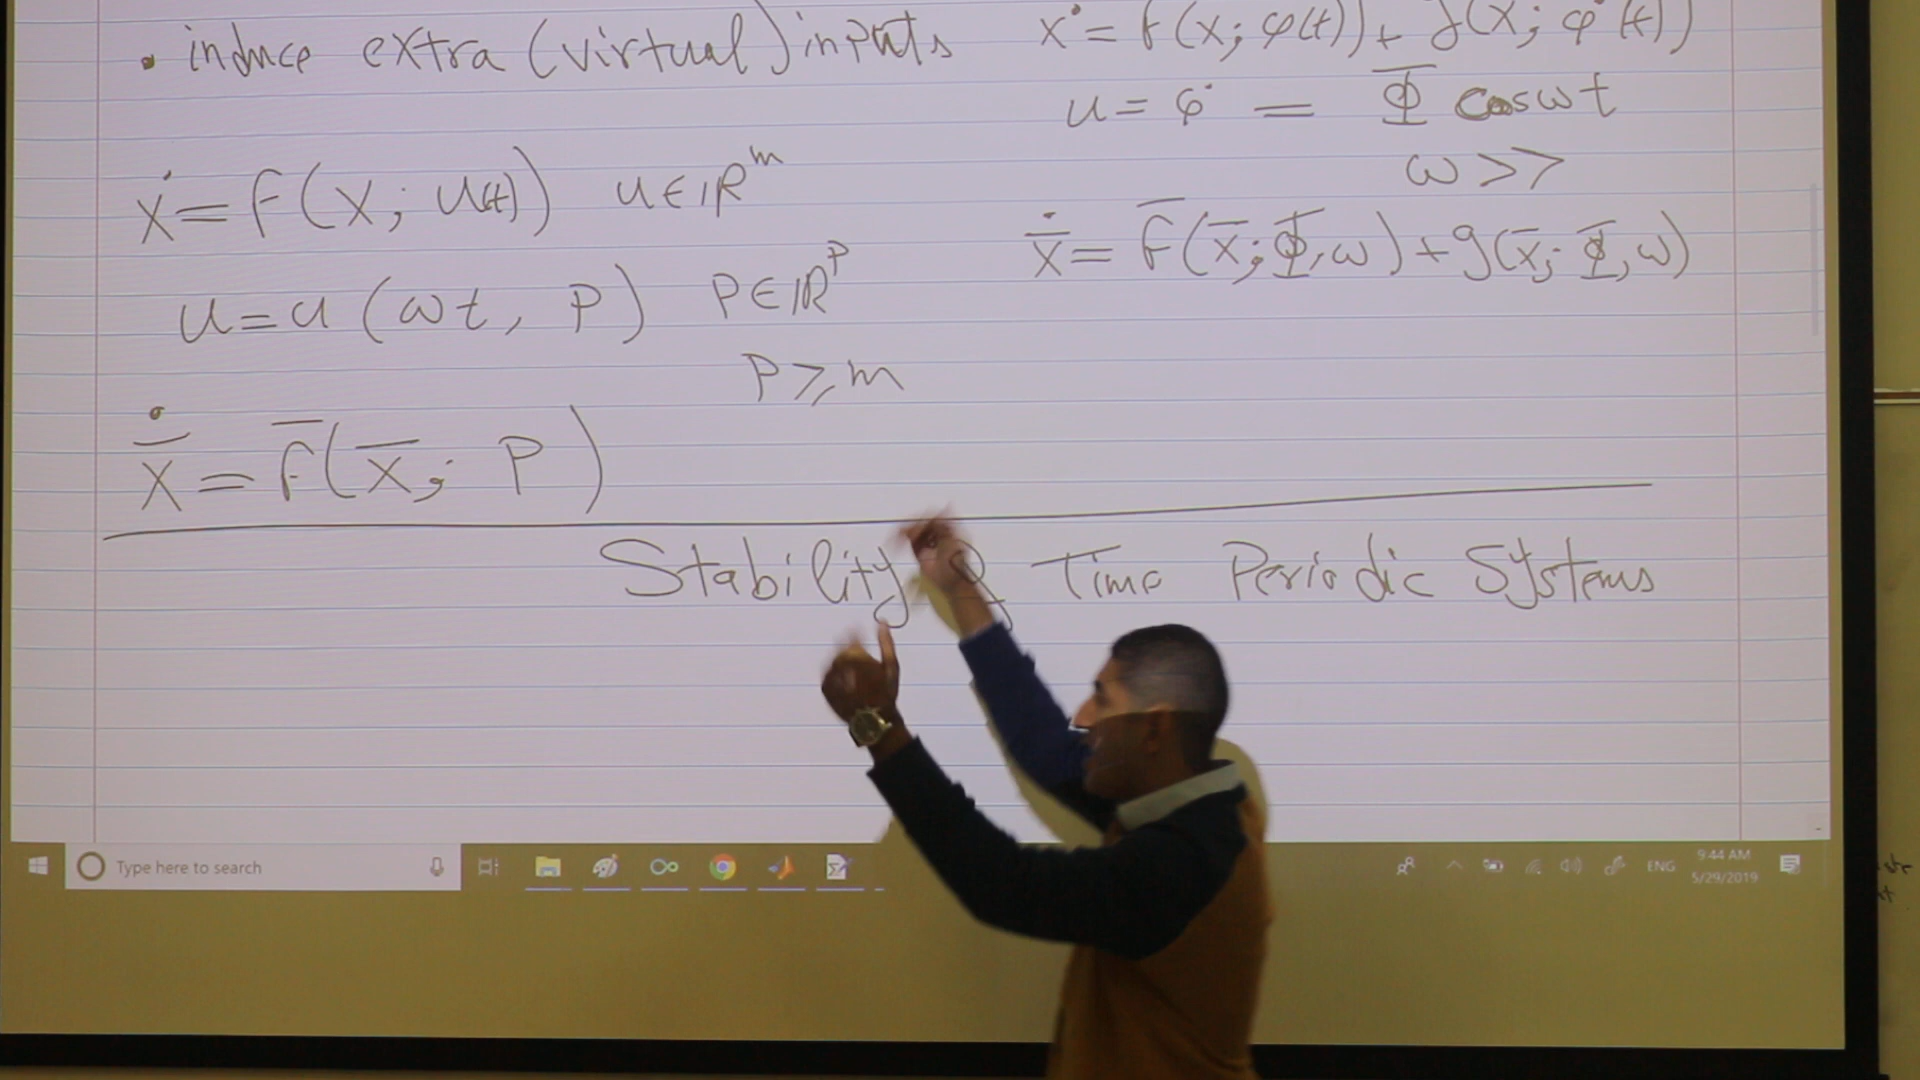 • induce extra (virtual) inputs
ẋ = f(x; φ(t)) + g(x; φ̇(t))
u = φ̇ = Φ cos ωt
ω >>
ẋ = f(x; u(t)) u ∈ ℝ^m
u = u(ωt, P) P ∈ ℝ^P
P ⩾ m
x̄̇ = F̄(x̄; Φ, ω) + g(x̄; Φ, ω)
x̄̇ = f̄(x̄; P)
Stability of Time Periodic Systems
Type here to search
ENG
9:44 AM
5/29/2019